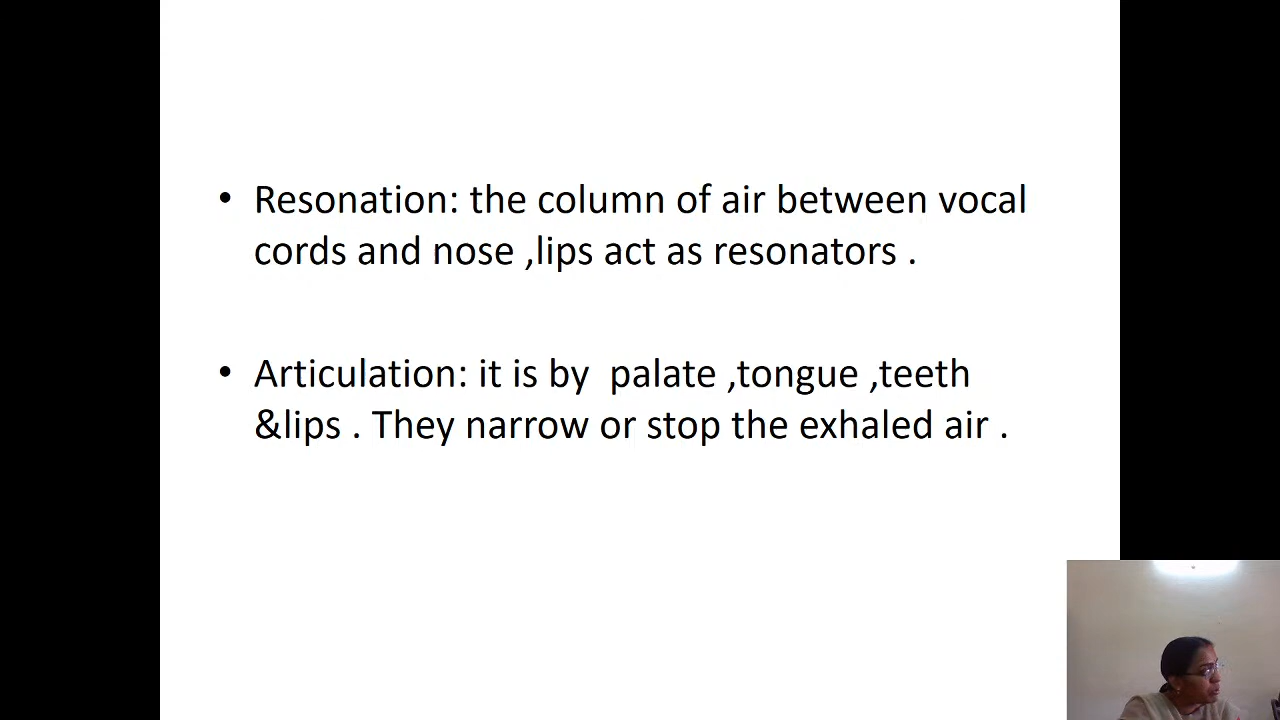 • Resonation: the column of air between vocal
cords and nose ,lips act as resonators .
• Articulation: it is by  palate ,tongue ,teeth
&lips . They narrow or stop the exhaled air .